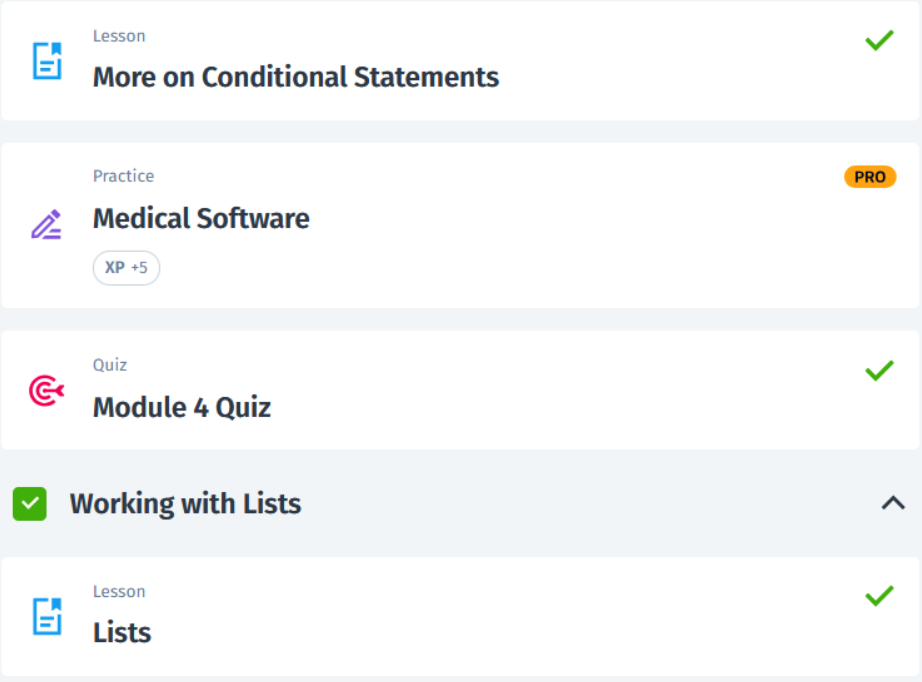 Lesson
More on Conditional Statements
Practice
PRO
Medical Software
XP +5
Quiz
Module 4 Quiz
Working with Lists
Lesson
Lists